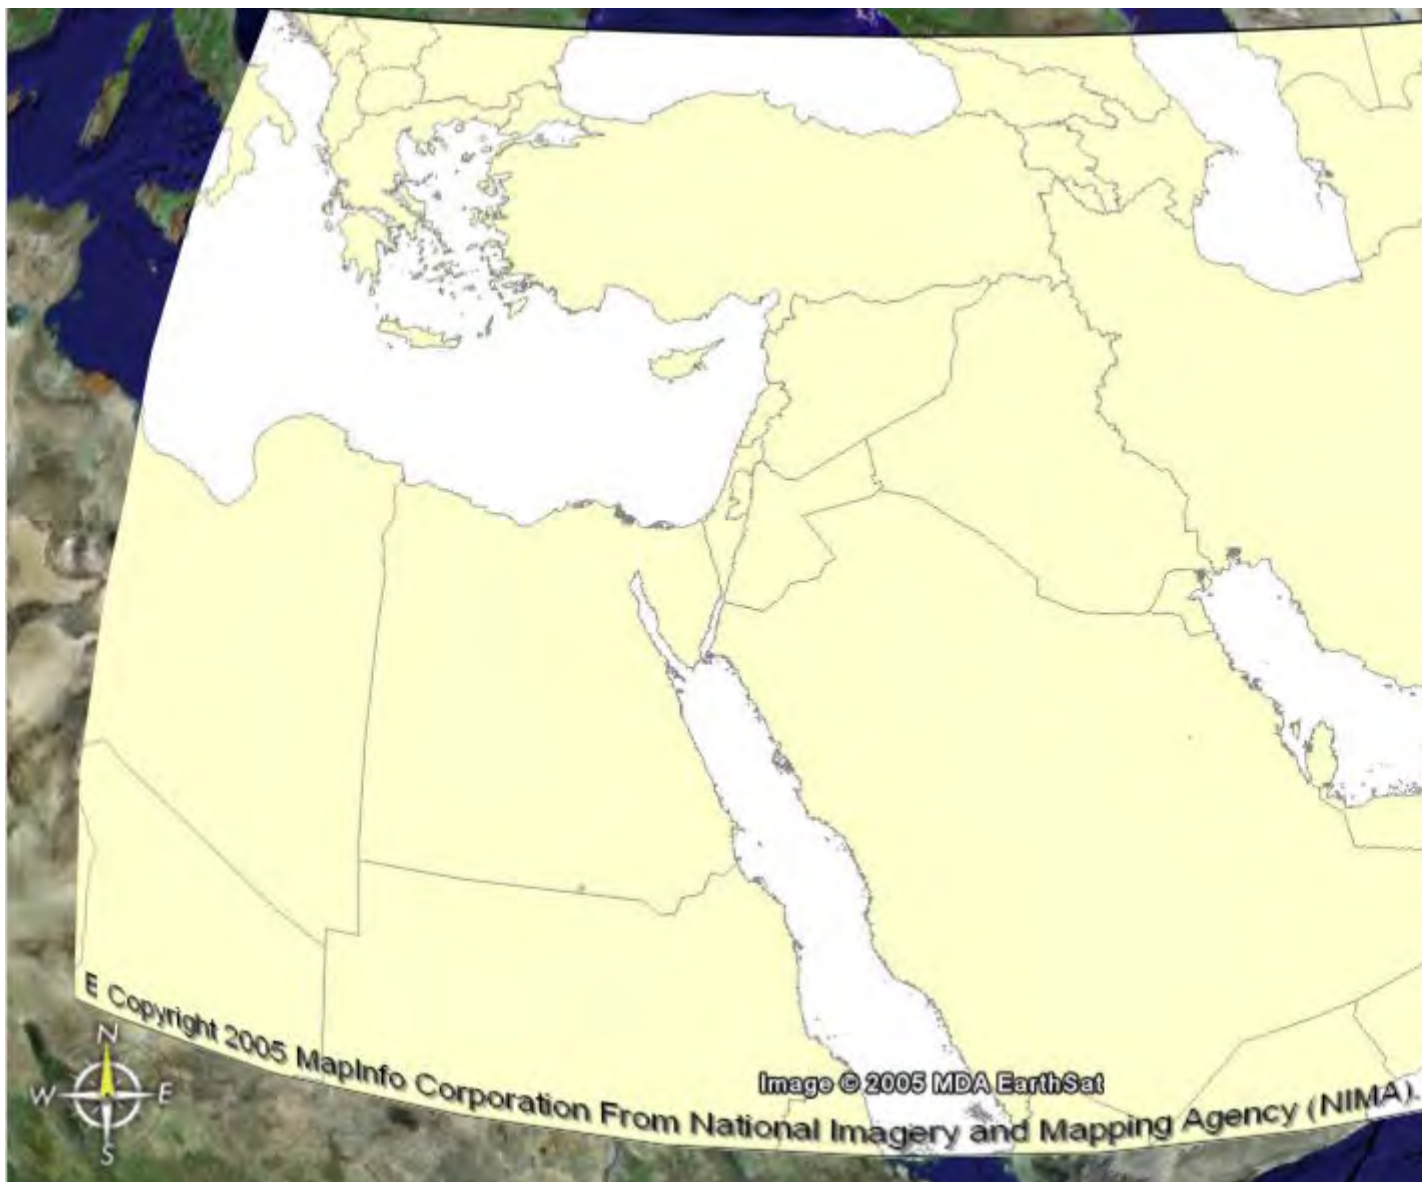 E Copyright 2005 MapInfo Corporation From National Imagery and Mapping Agency (NIMA).
Image © 2005 MDA EarthSat
N
W
E
S